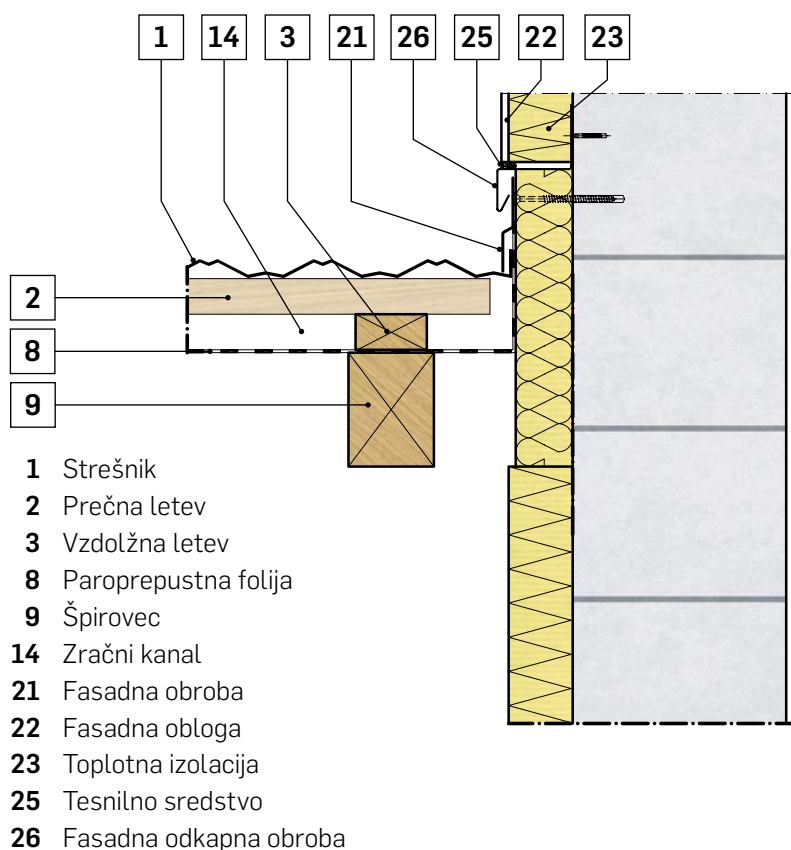 1 14 3 21 26 25 22 23
2
8
9
1 Strešnik
2 Prečna letev
3 Vzdolžna letev
8 Paroprepustna folija
9 Špirovec
14 Zračni kanal
21 Fasadna obroba
22 Fasadna obloga
23 Toplotna izolacija
25 Tesnilno sredstvo
26 Fasadna odkapna obroba